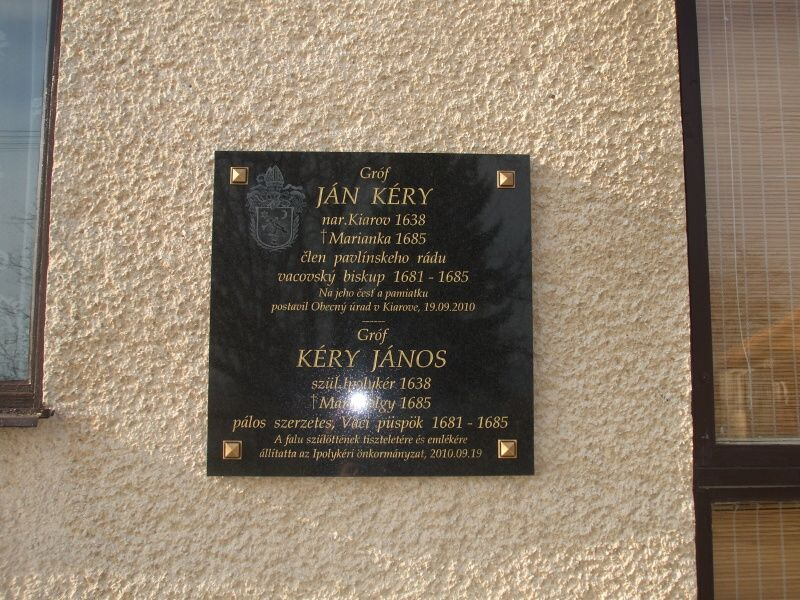 Gróf
JÁN KÉRY
nar.Kiarov 1638
†Marianka 1685
člen pavlínskeho rádu
vacovský biskup 1681 - 1685
Na jeho česť a pamiatku
postavil Obecný úrad v Kiarove, 19.09.2010
Gróf
KÉRY JÁNOS
szül.Ipolykér 1638
† 1685
pálos szerzetes, Váci püspök 1681 - 1685
A falu szülöttének tiszteletére és emlékére
állítatta az Ipolykéri önkormányzat, 2010.09.19